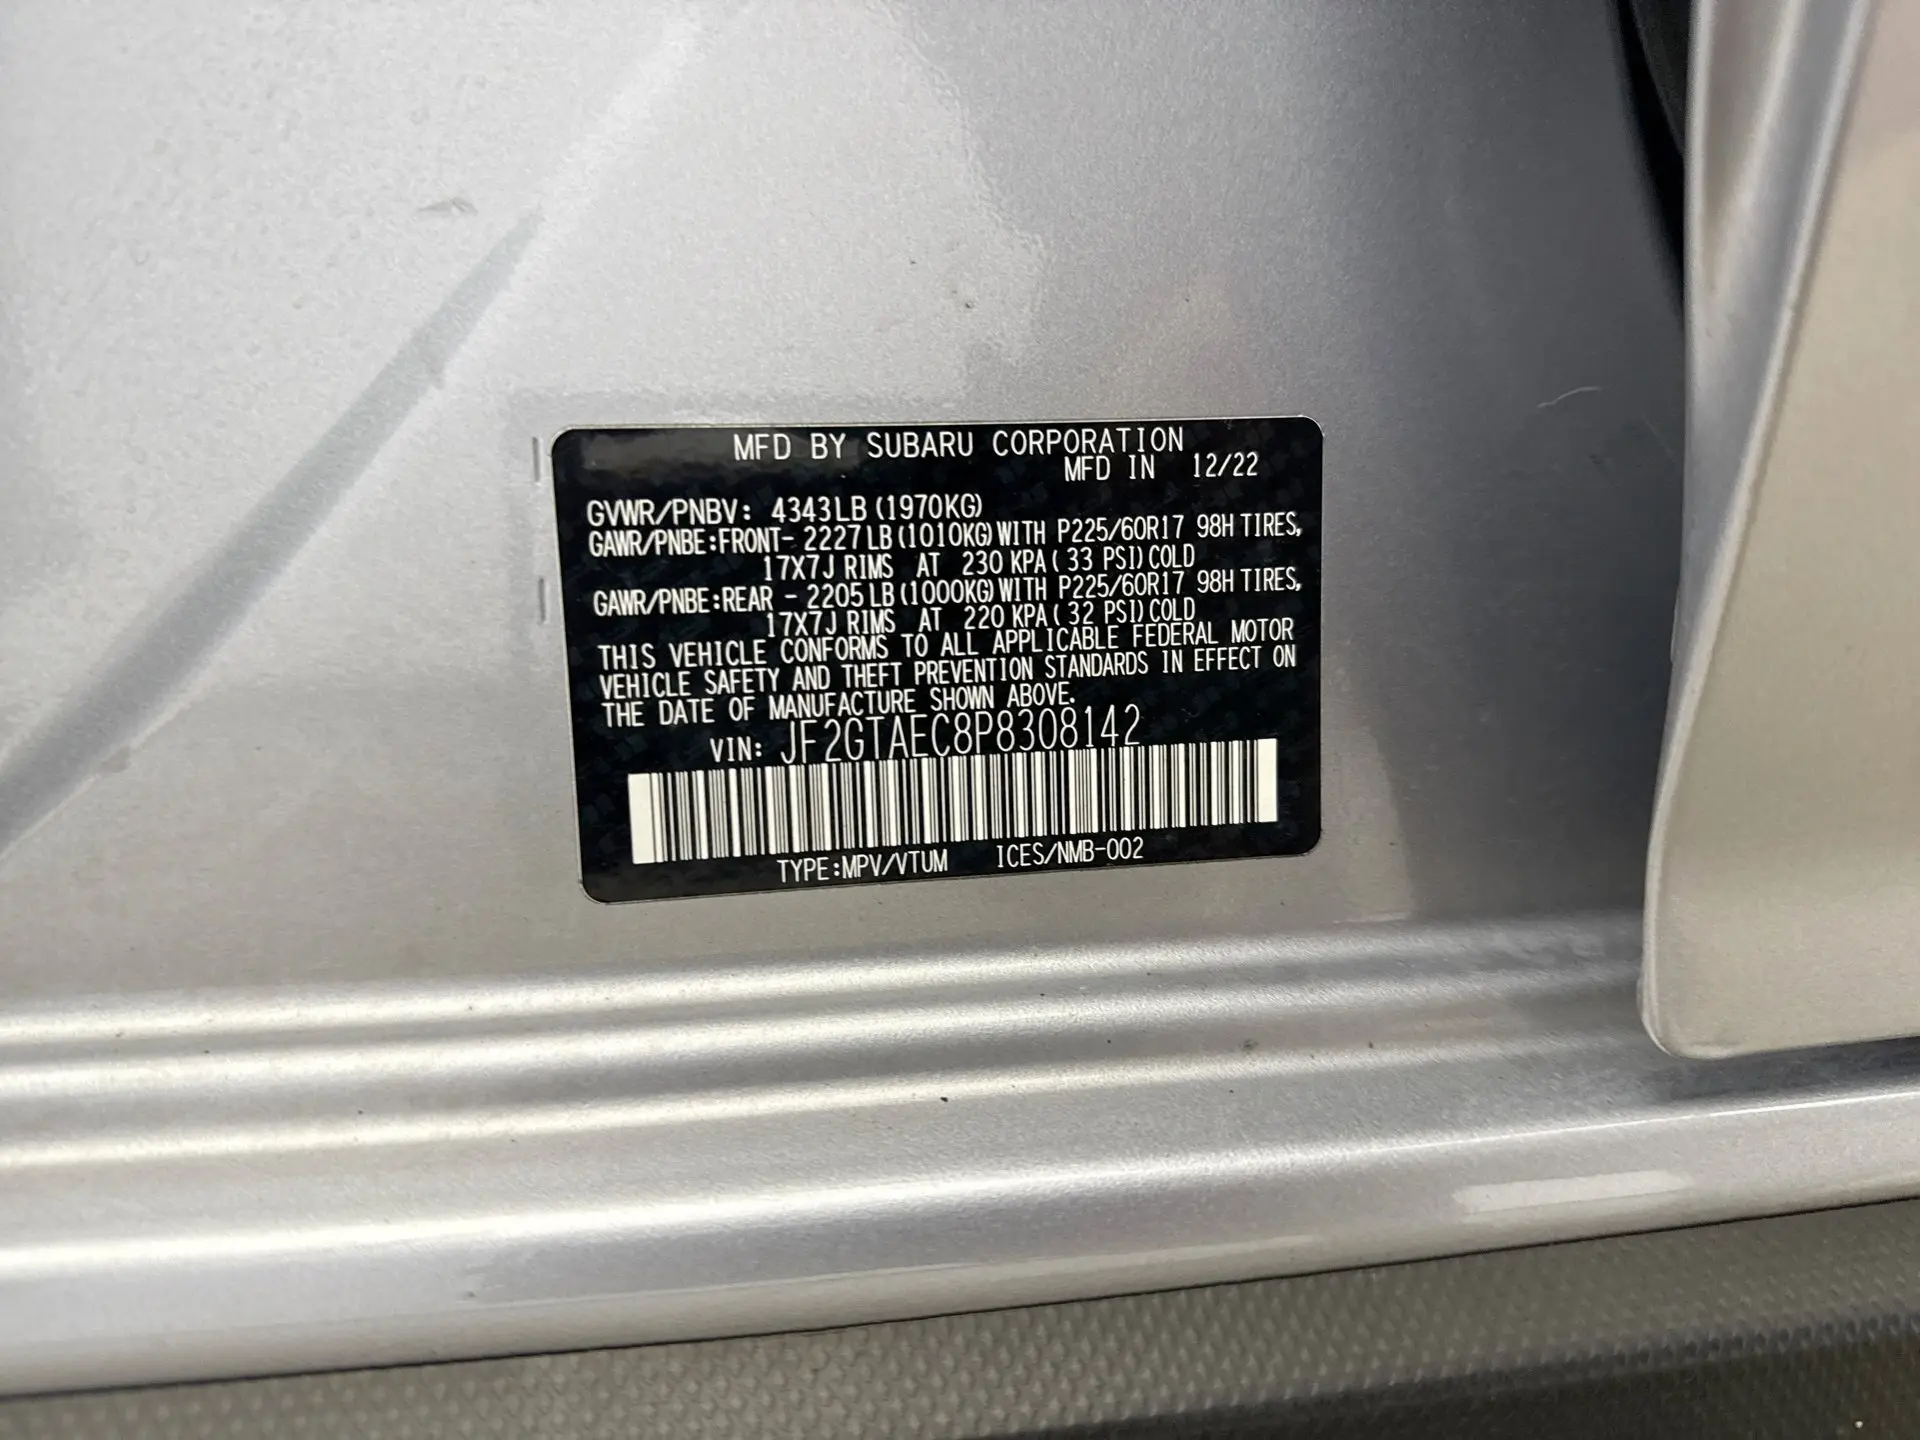 MFD BY SUBARU CORPORATION
MFD IN 12/22
GVWR/PNBV: 4343LB(1970KG)
GAWR/PNBE:FRONT- 2227LB(1010KG)WITH P225/60R17 98H TIRES,
17X7J RIMS AT 230 KPA( 33 PSI)COLD
GAWR/PNBE:REAR - 2205LB(1000KG)WITH P225/60R17 98H TIRES,
17X7J RIMS AT 220 KPA( 32 PSI)COLD
THIS VEHICLE CONFORMS TO ALL APPLICABLE FEDERAL MOTOR
VEHICLE SAFETY AND THEFT PREVENTION STANDARDS IN EFFECT ON
THE DATE OF MANUFACTURE SHOWN ABOVE.
VIN: JF2GTAEC8P8308142
TYPE:MPV/VTUM ICES/NMB-002